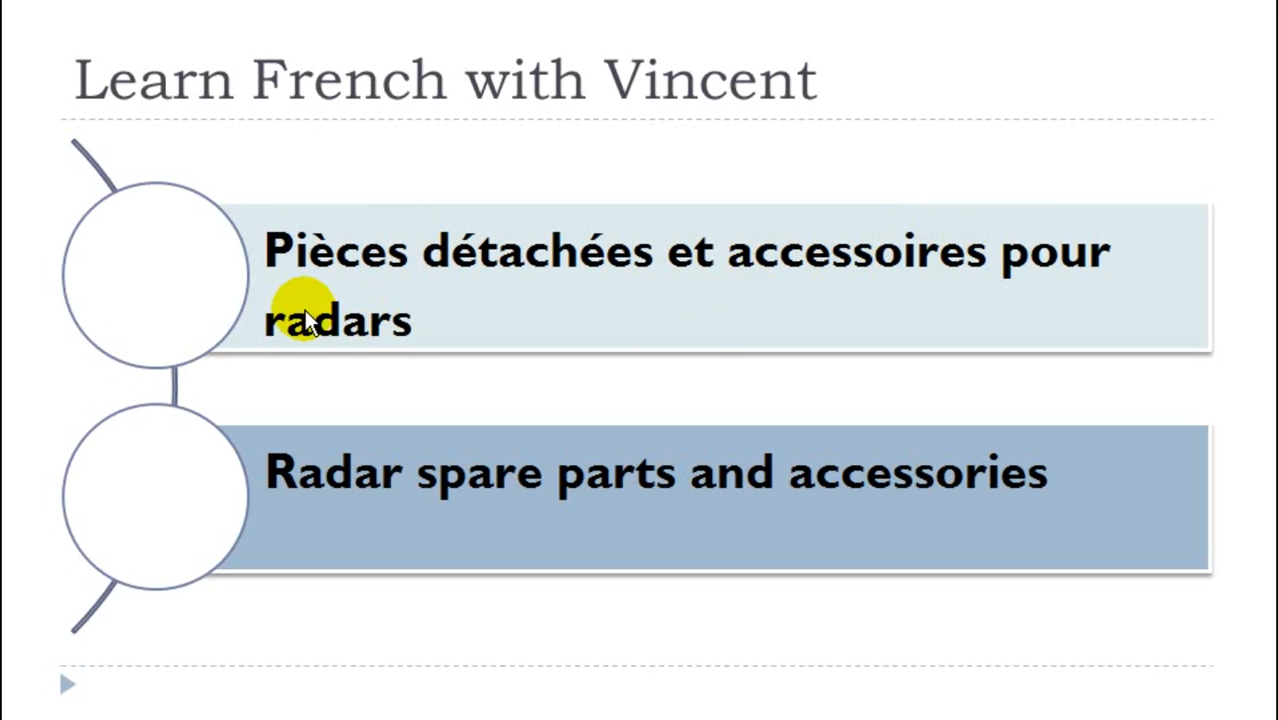 Learn French with Vincent
Pièces détachées et accessoires pour
radars
Radar spare parts and accessories